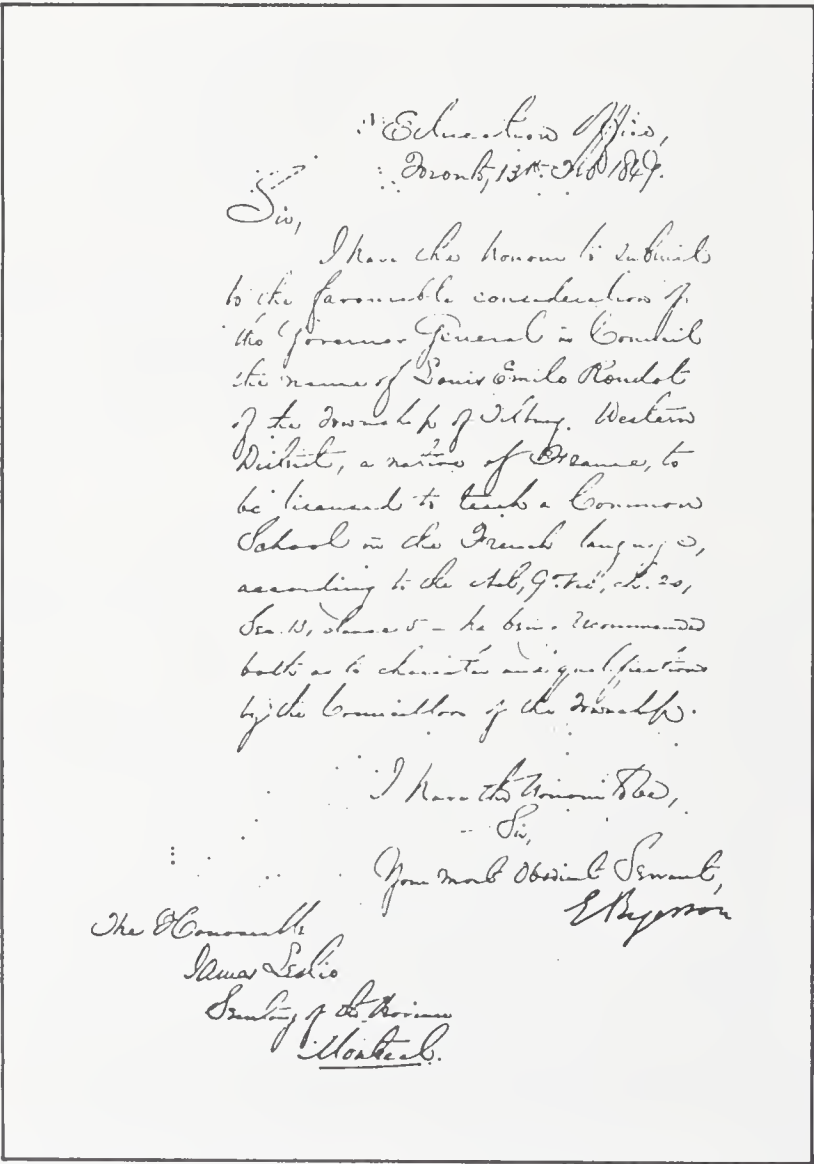 Education Office,
Toronto, 13th Feb 1849.
Sir,
I have the honour to submit
to the favourable consideration of
the Governor General in Council
the name of Louis Emile Rondot
of the Township of Tilbury, Western
District, a native of France, to
be licensed to teach a Common
School in the French language,
according to the Act, 9. Vic, ch. 20,
Sec. 13, clause 5 – he being recommended
both as to character and qualifications
by the Councillors of the Township.
I have the honour to be,
Sir,
Your most Obedient Servant,
E Ryerson
The Honourable
James Leslie
Secretary of the Province
Montreal.